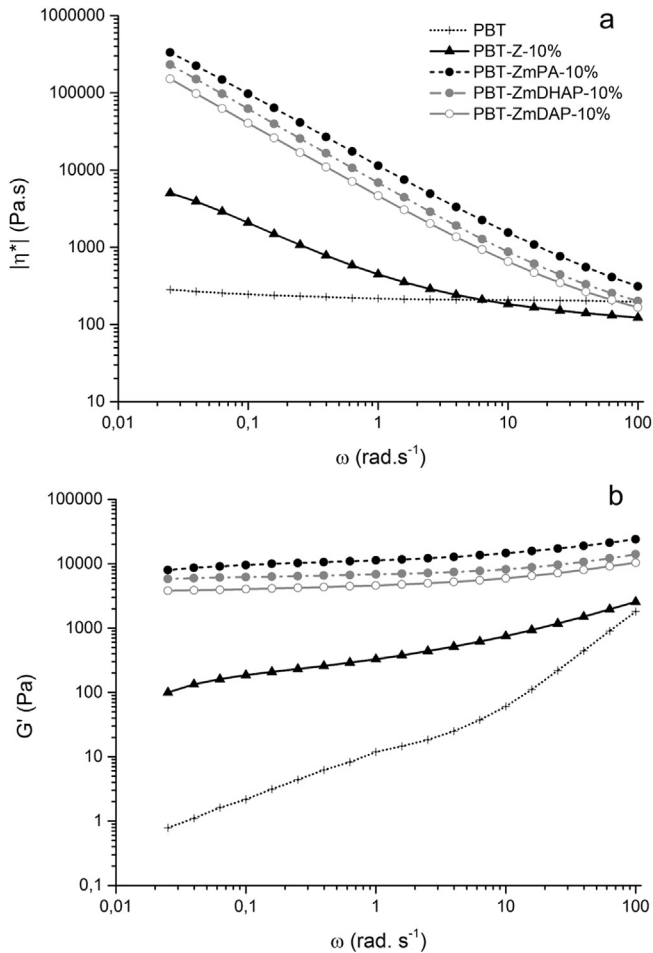 a
PBT
PBT-Z-10%
PBT-ZmPA-10%
PBT-ZmDHAP-10%
PBT-ZmDAP-10%
1000000
100000
10000
1000
100
10
|η*| (Pa.s)
0,01 0,1 1 10 100
ω (rad.s⁻¹)
b
100000
10000
1000
100
10
1
0,1
G' (Pa)
0,01 0,1 1 10 100
ω (rad. s⁻¹)